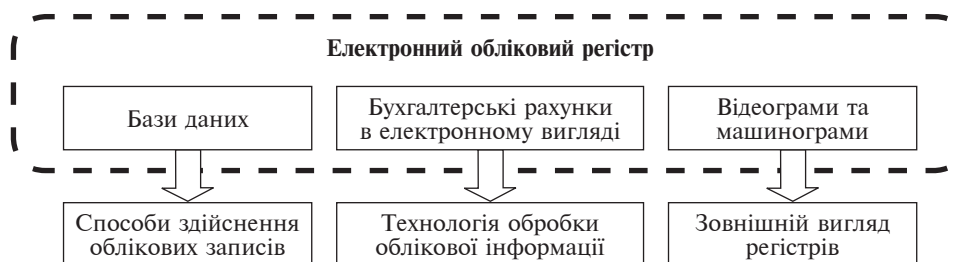 Електронний обліковий регістр
Бази даних
Бухгалтерські рахунки
в електронному вигляді
Відеограми та
машинограми
Способи здійснення
облікових записів
Технологія обробки
облікової інформації
Зовнішній вигляд
регістрів